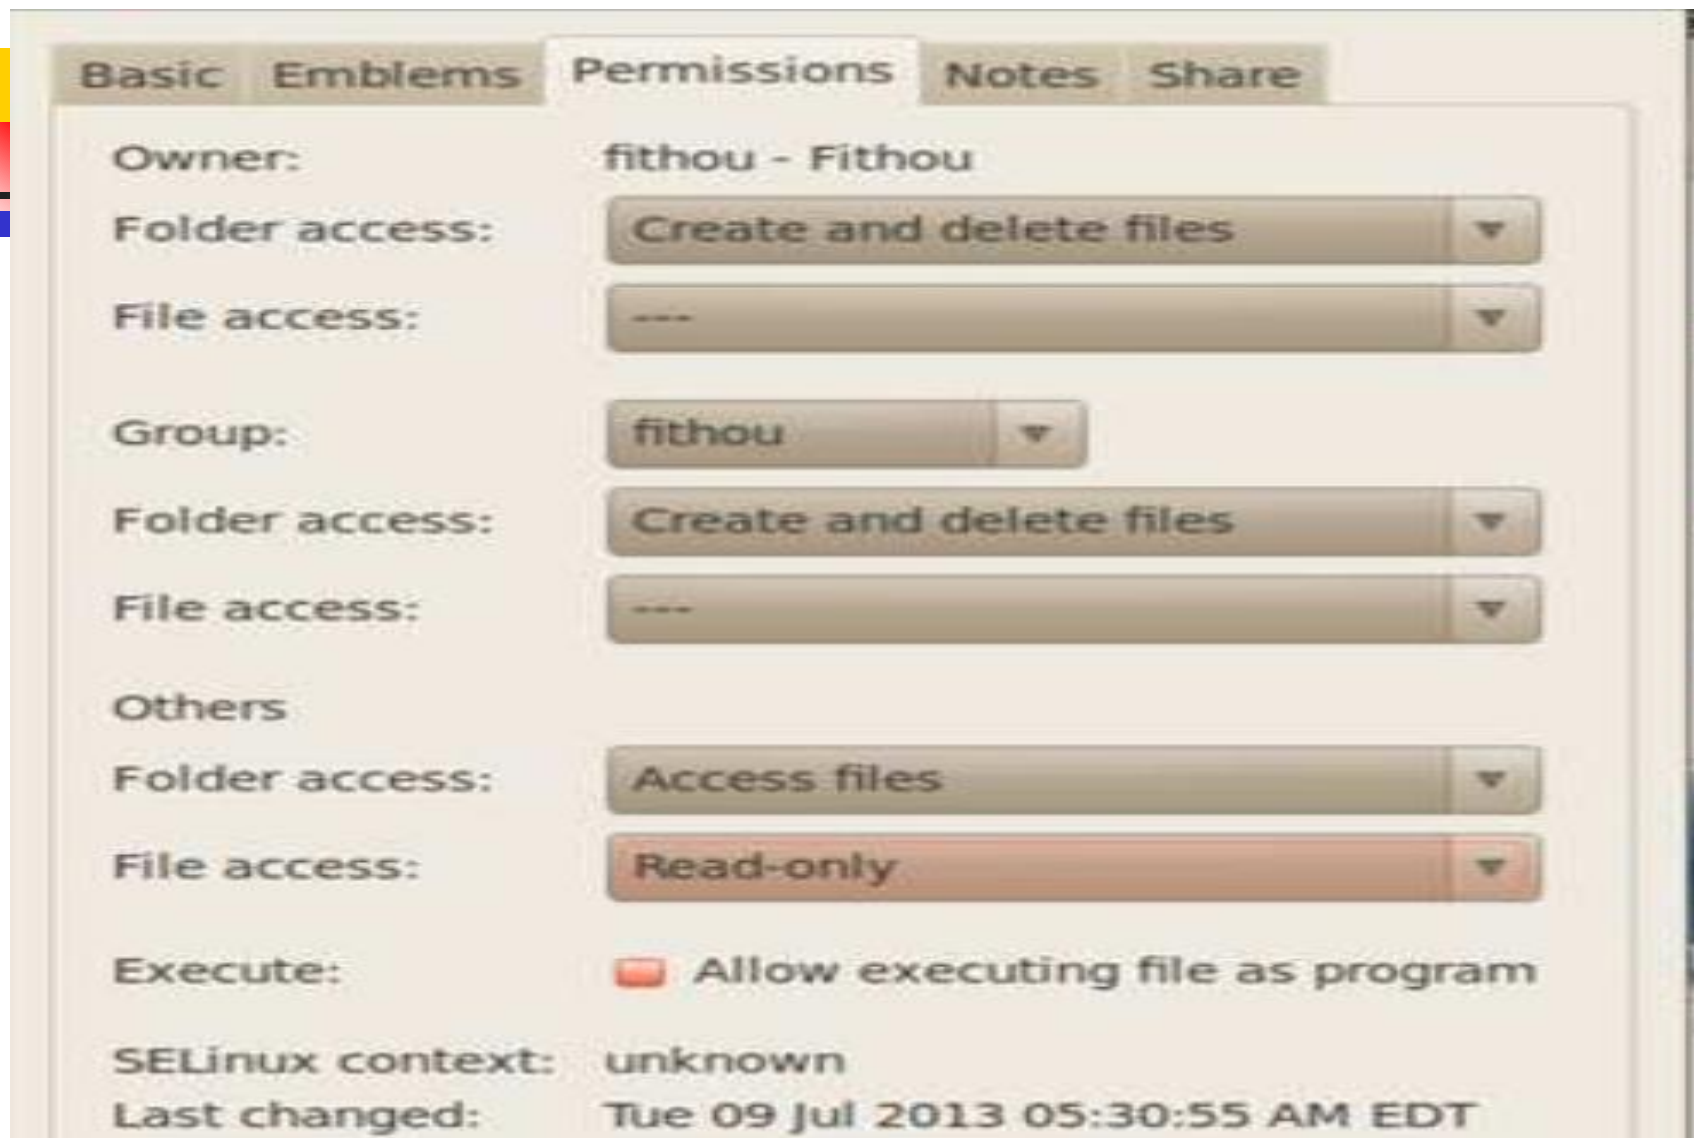 Basic Emblems Permissions Notes Share
Owner: fithou - Fithou
Folder access: Create and delete files
File access: ---
Group: fithou
Folder access: Create and delete files
File access: ---
Others
Folder access: Access files
File access: Read-only
Execute: Allow executing file as program
SELinux context: unknown
Last changed: Tue 09 Jul 2013 05:30:55 AM EDT